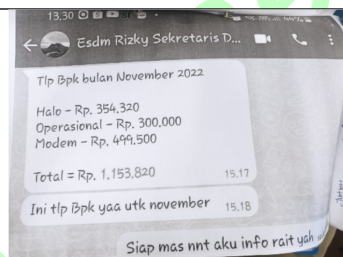 13.30
Esdm Rizky Sekretaris D...
Tlp Bpk bulan November 2022
Halo - Rp. 354.320
Operasional - Rp. 300.000
Modem - Rp. 499.500
Total = Rp. 1.153.820 15.17
Ini tlp Bpk yaa utk november 15.18
Siap mas nnt aku info rait yah